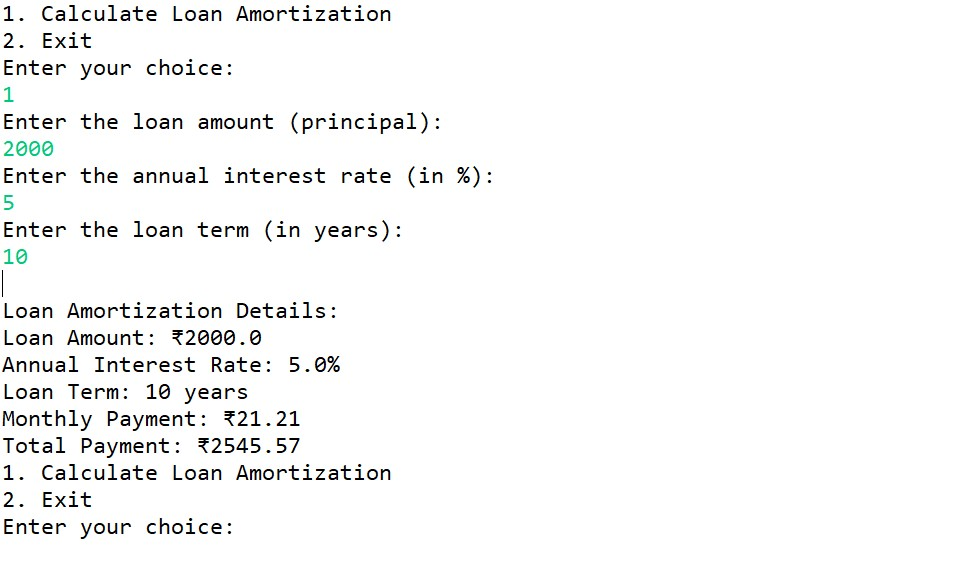 1. Calculate Loan Amortization
2. Exit
Enter your choice:
1
Enter the loan amount (principal):
2000
Enter the annual interest rate (in %):
5
Enter the loan term (in years):
10
Loan Amortization Details:
Loan Amount: ₹2000.0
Annual Interest Rate: 5.0%
Loan Term: 10 years
Monthly Payment: ₹21.21
Total Payment: ₹2545.57
1. Calculate Loan Amortization
2. Exit
Enter your choice: